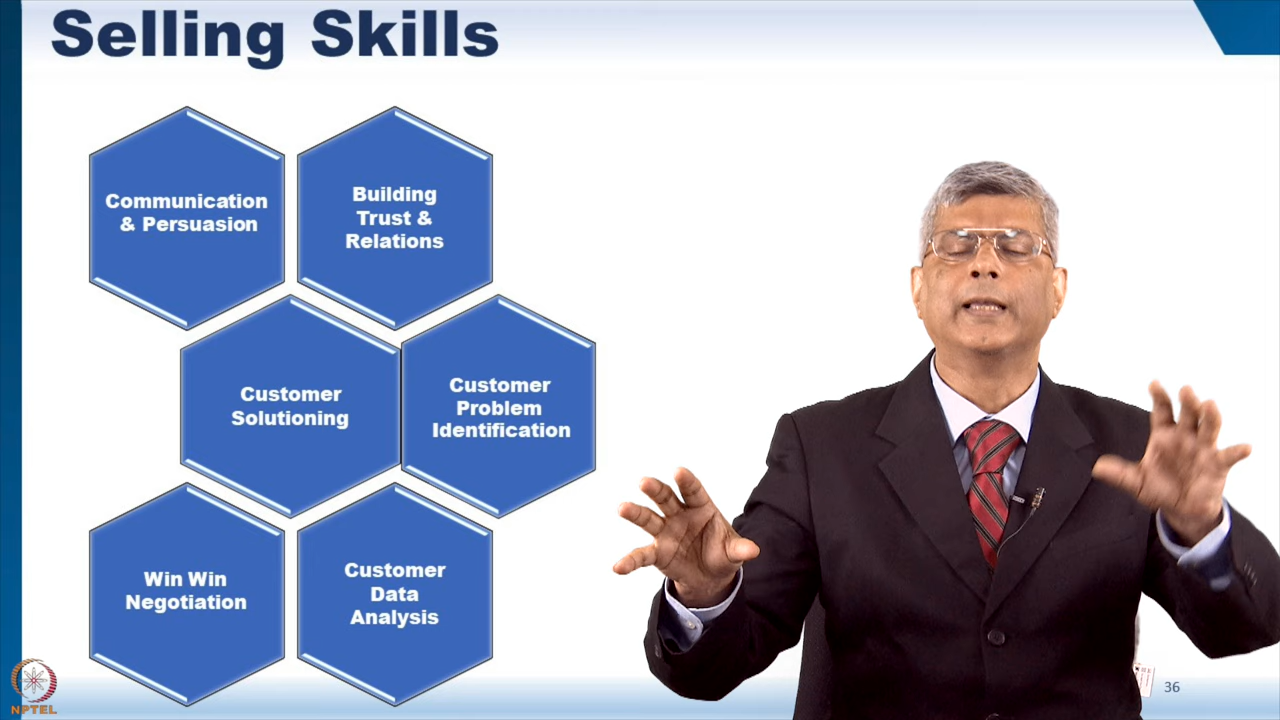 Selling Skills
Communication
& Persuasion
Building
Trust &
Relations
Customer
Solutioning
Customer
Problem
Identification
Win Win
Negotiation
Customer
Data
Analysis
NPTEL
36